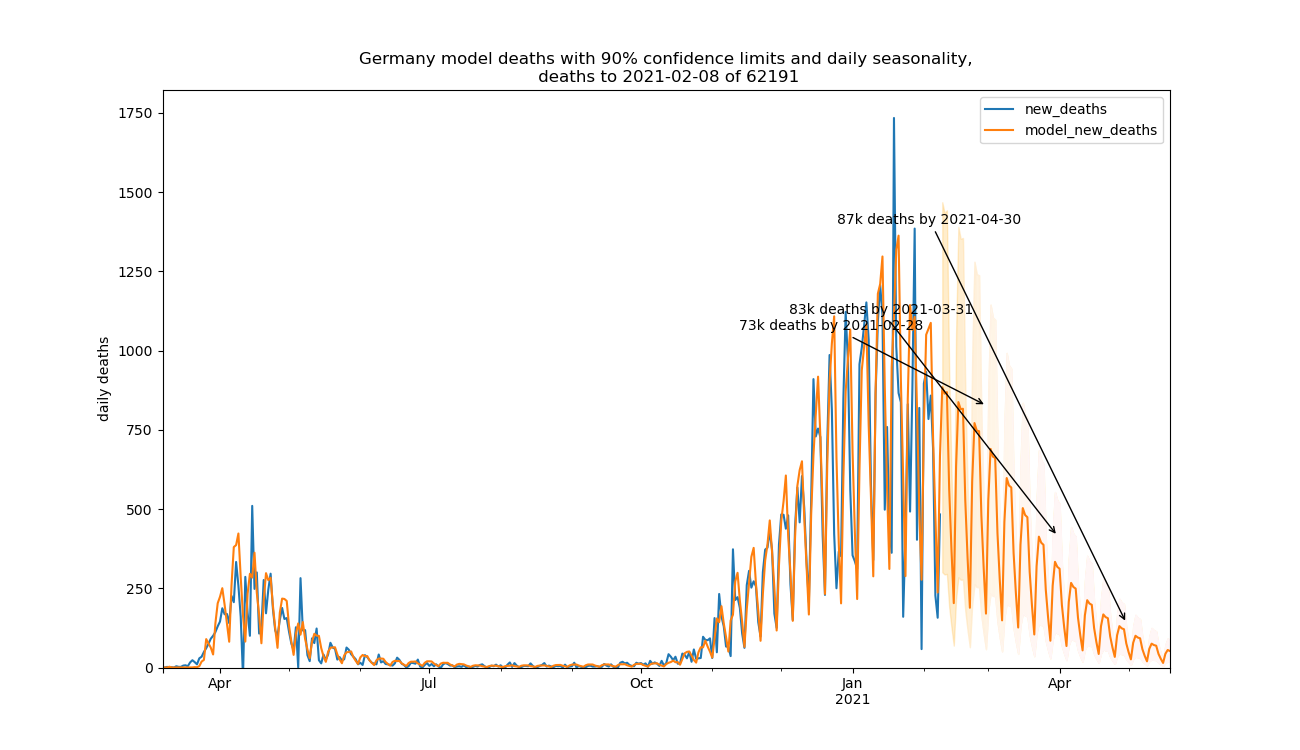 Germany model deaths with 90% confidence limits and daily seasonality,
deaths to 2021-02-08 of 62191
new_deaths
model_new_deaths
daily deaths
1750
1500
1250
1000
750
500
250
0
87k deaths by 2021-04-30
83k deaths by 2021-03-31
73k deaths by 2021-02-28
Apr
Jul
Oct
Jan
2021
Apr